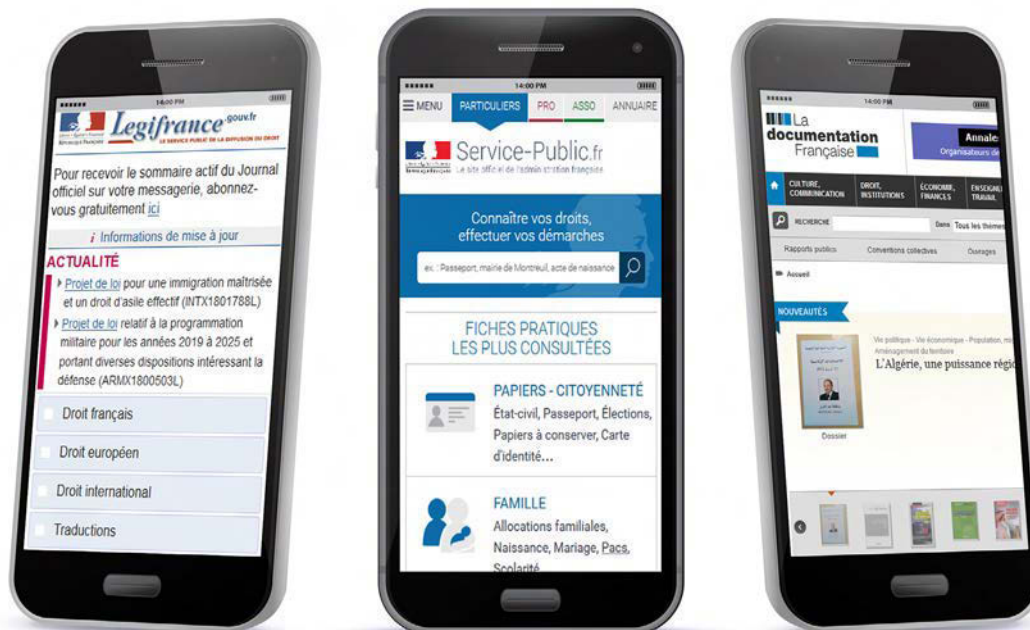 14:00 PM
Legifrance.gouv.fr
LE SERVICE PUBLIC DE LA DIFFUSION DU DROIT
Pour recevoir le sommaire actif du Journal
officiel sur votre messagerie, abonnez-
vous gratuitement ici
i Informations de mise à jour
ACTUALITÉ
Projet de loi pour une immigration maîtrisée
et un droit d'asile effectif (INTX1801788L)
Projet de loi relatif à la programmation
militaire pour les années 2019 à 2025 et
portant diverses dispositions intéressant la
défense (ARMX1800503L)
Droit français
Droit européen
Droit international
Traductions
14:00 PM
MENU PARTICULIERS PRO ASSO ANNUAIRE
Service-Public.fr
Le site officiel de l'administration française
Connaître vos droits,
effectuer vos démarches
ex. : Passeport, mairie de Montreuil, acte de naissance
FICHES PRATIQUES
LES PLUS CONSULTÉES
PAPIERS - CITOYENNETÉ
État-civil, Passeport, Élections,
Papiers à conserver, Carte
d'identité...
FAMILLE
Allocations familiales,
Naissance, Mariage, Pacs,
Scolarité
14:00 PM
La
documentation
Française
Annales
Organisateurs de
CULTURE, COMMUNICATION
DROIT, INSTITUTIONS
ÉCONOMIE, FINANCES
ENSEIGNE
TRAVAIL
RECHERCHE Dans Tous les thèmes
Rapports publics Conventions collectives Ouvrages
Accueil
NOUVEAUTÉS
Vie politique - Vie économique - Population, m
Aménagement du territoire
L'Algérie, une puissance régio
Dossier